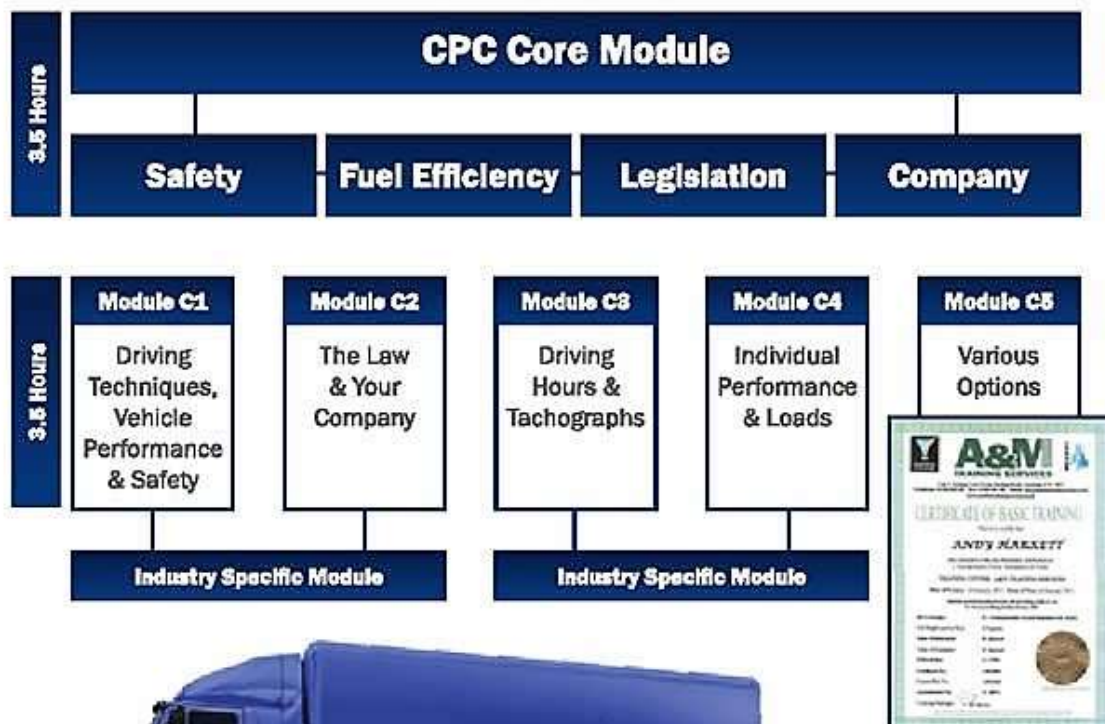 3.5 Hours
CPC Core Module
Safety
Fuel Efficiency
Legislation
Company
3.5 Hours
Module C1
Driving
Techniques,
Vehicle
Performance
& Safety
Module C2
The Law
& Your
Company
Module C3
Driving
Hours &
Tachographs
Module C4
Individual
Performance
& Loads
Module C5
Various
Options
Industry Specific Module
Industry Specific Module
A&M
TRAINING SERVICES
CERTIFICATE OF BASIC TRAINING